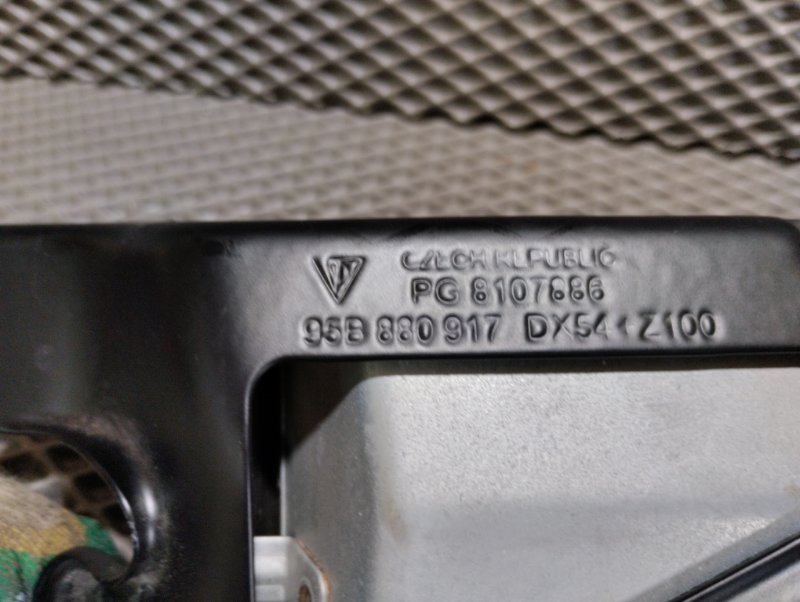 CZECH REPUBLIC
PG 8107886
95B 880 917 DX54 + Z100